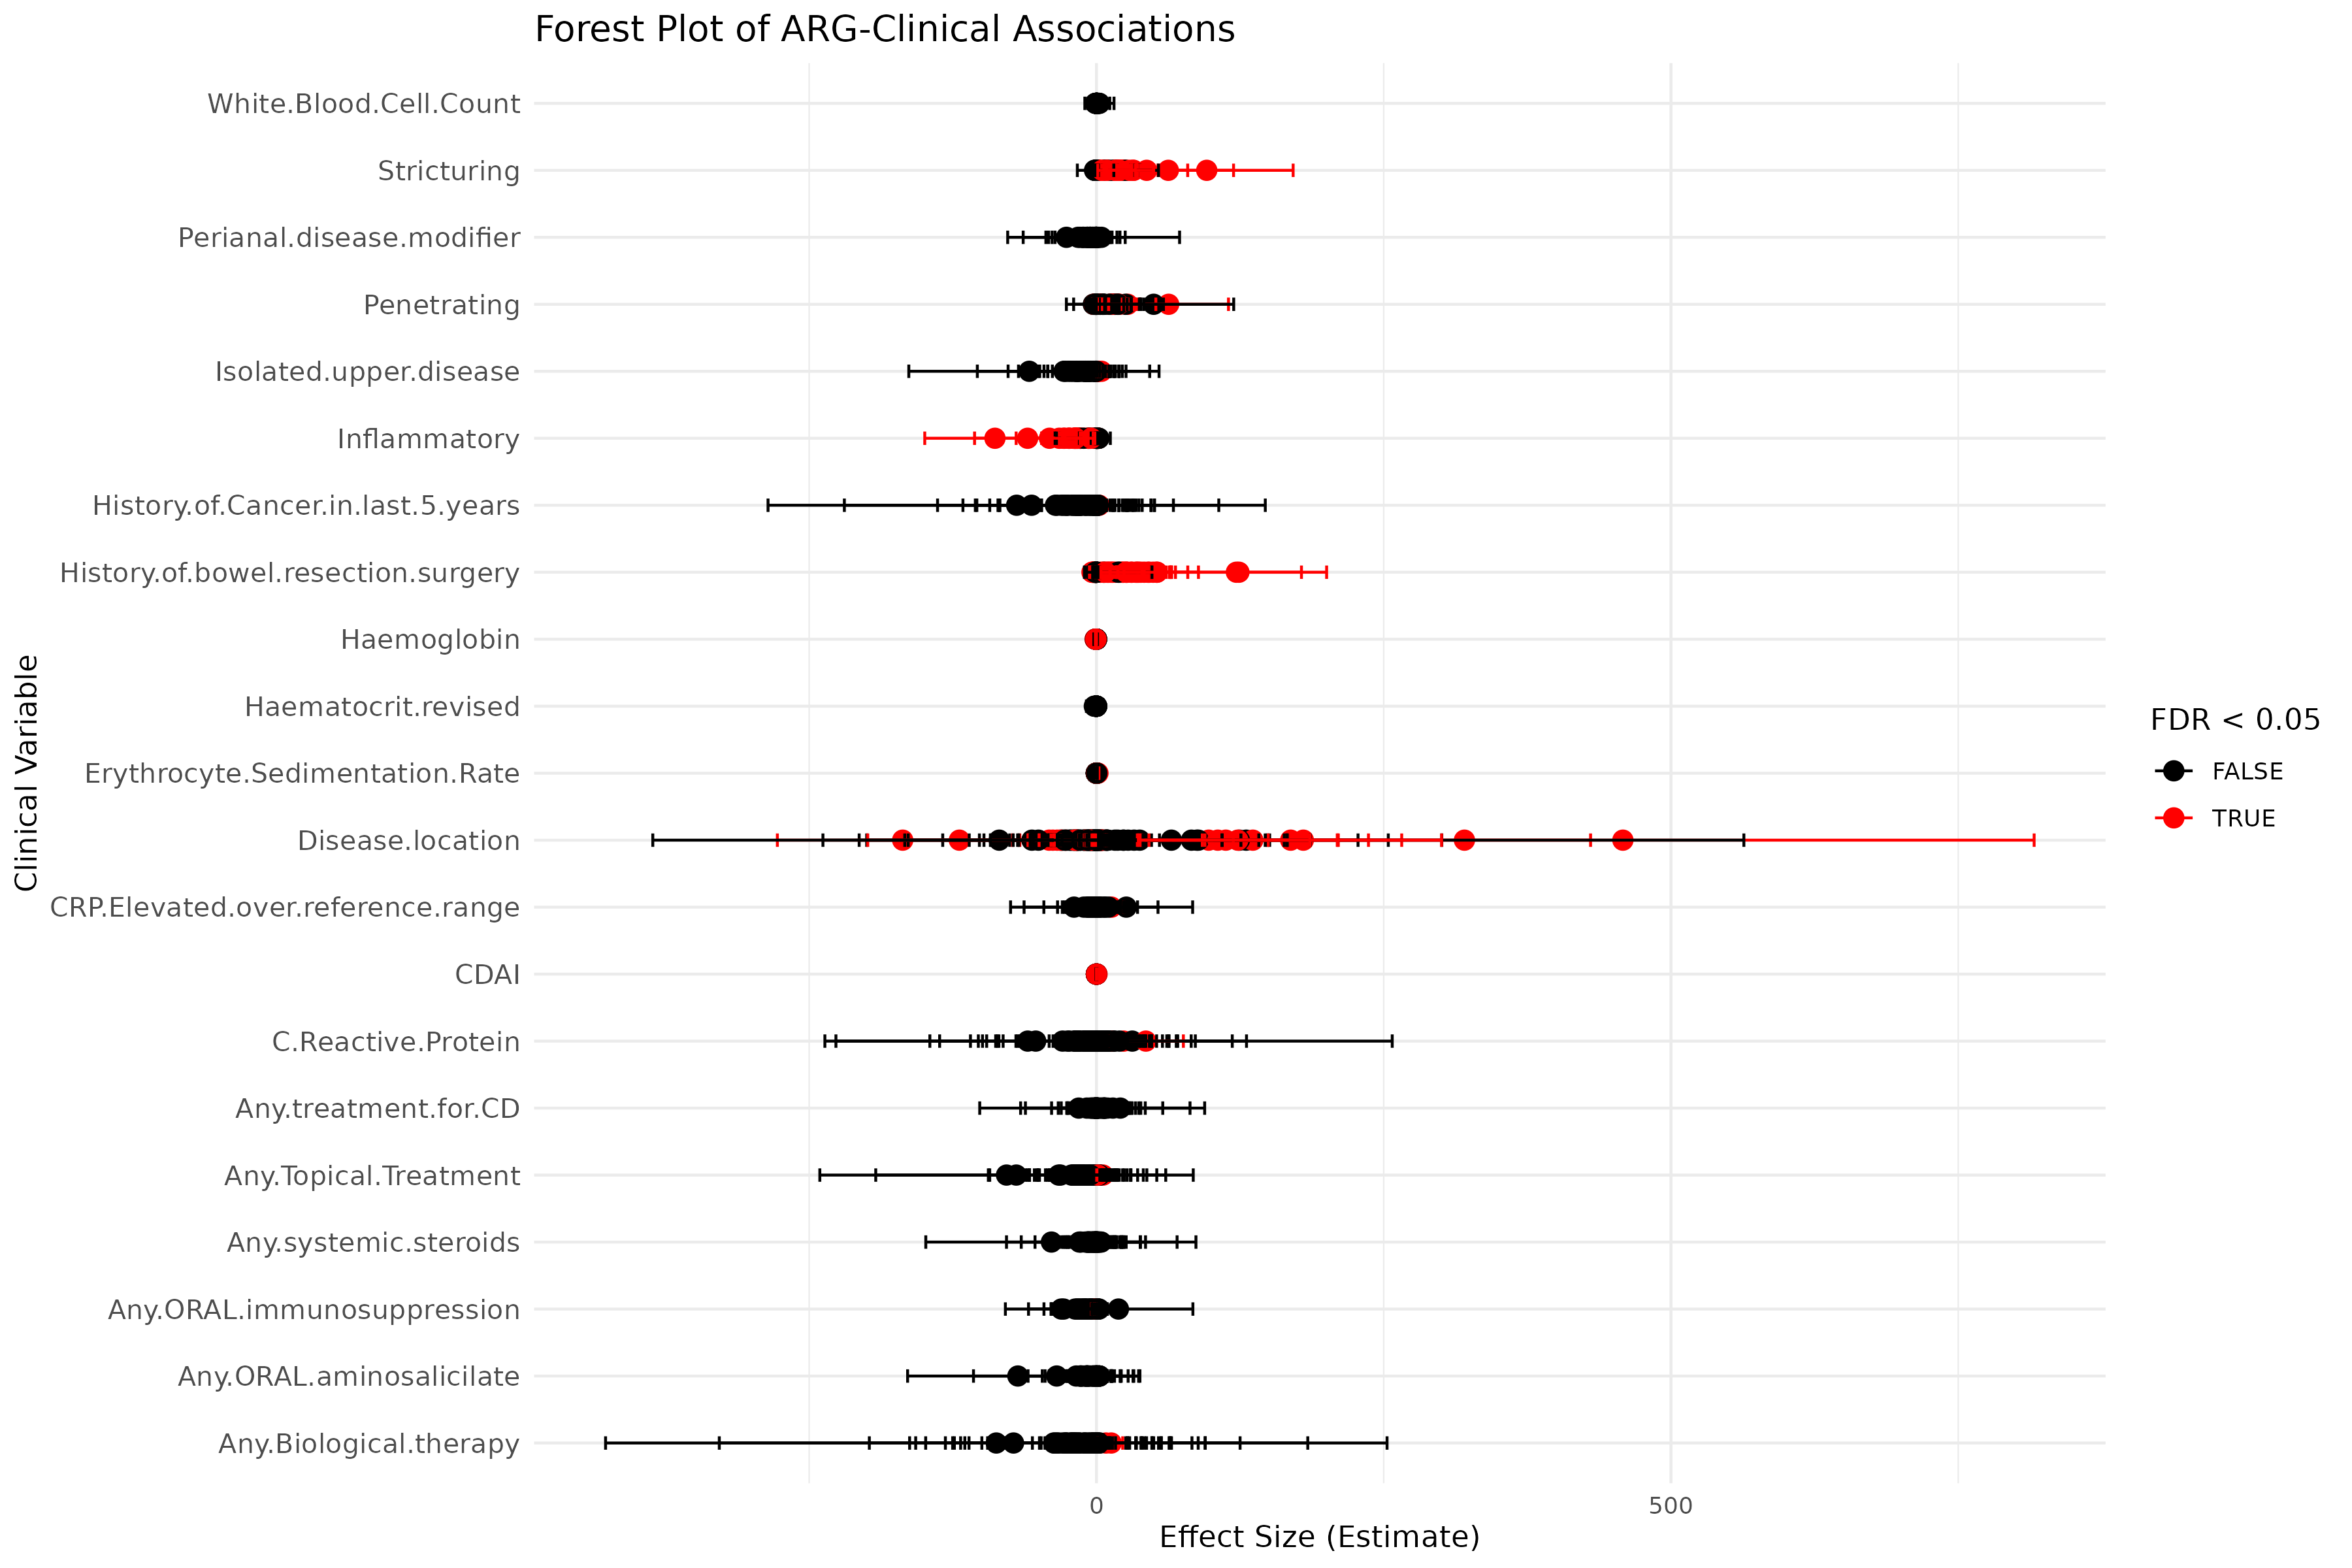 Forest Plot of ARG-Clinical Associations
White.Blood.Cell.Count
Stricturing
Perianal.disease.modifier
Penetrating
Isolated.upper.disease
Inflammatory
History.of.Cancer.in.last.5.years
History.of.bowel.resection.surgery
Haemoglobin
Haematocrit.revised
Erythrocyte.Sedimentation.Rate
Disease.location
CRP.Elevated.over.reference.range
CDAI
C.Reactive.Protein
Any.treatment.for.CD
Any.Topical.Treatment
Any.systemic.steroids
Any.ORAL.immunosuppression
Any.ORAL.aminosalicilate
Any.Biological.therapy
Clinical Variable
0
500
Effect Size (Estimate)
FDR < 0.05
FALSE
TRUE